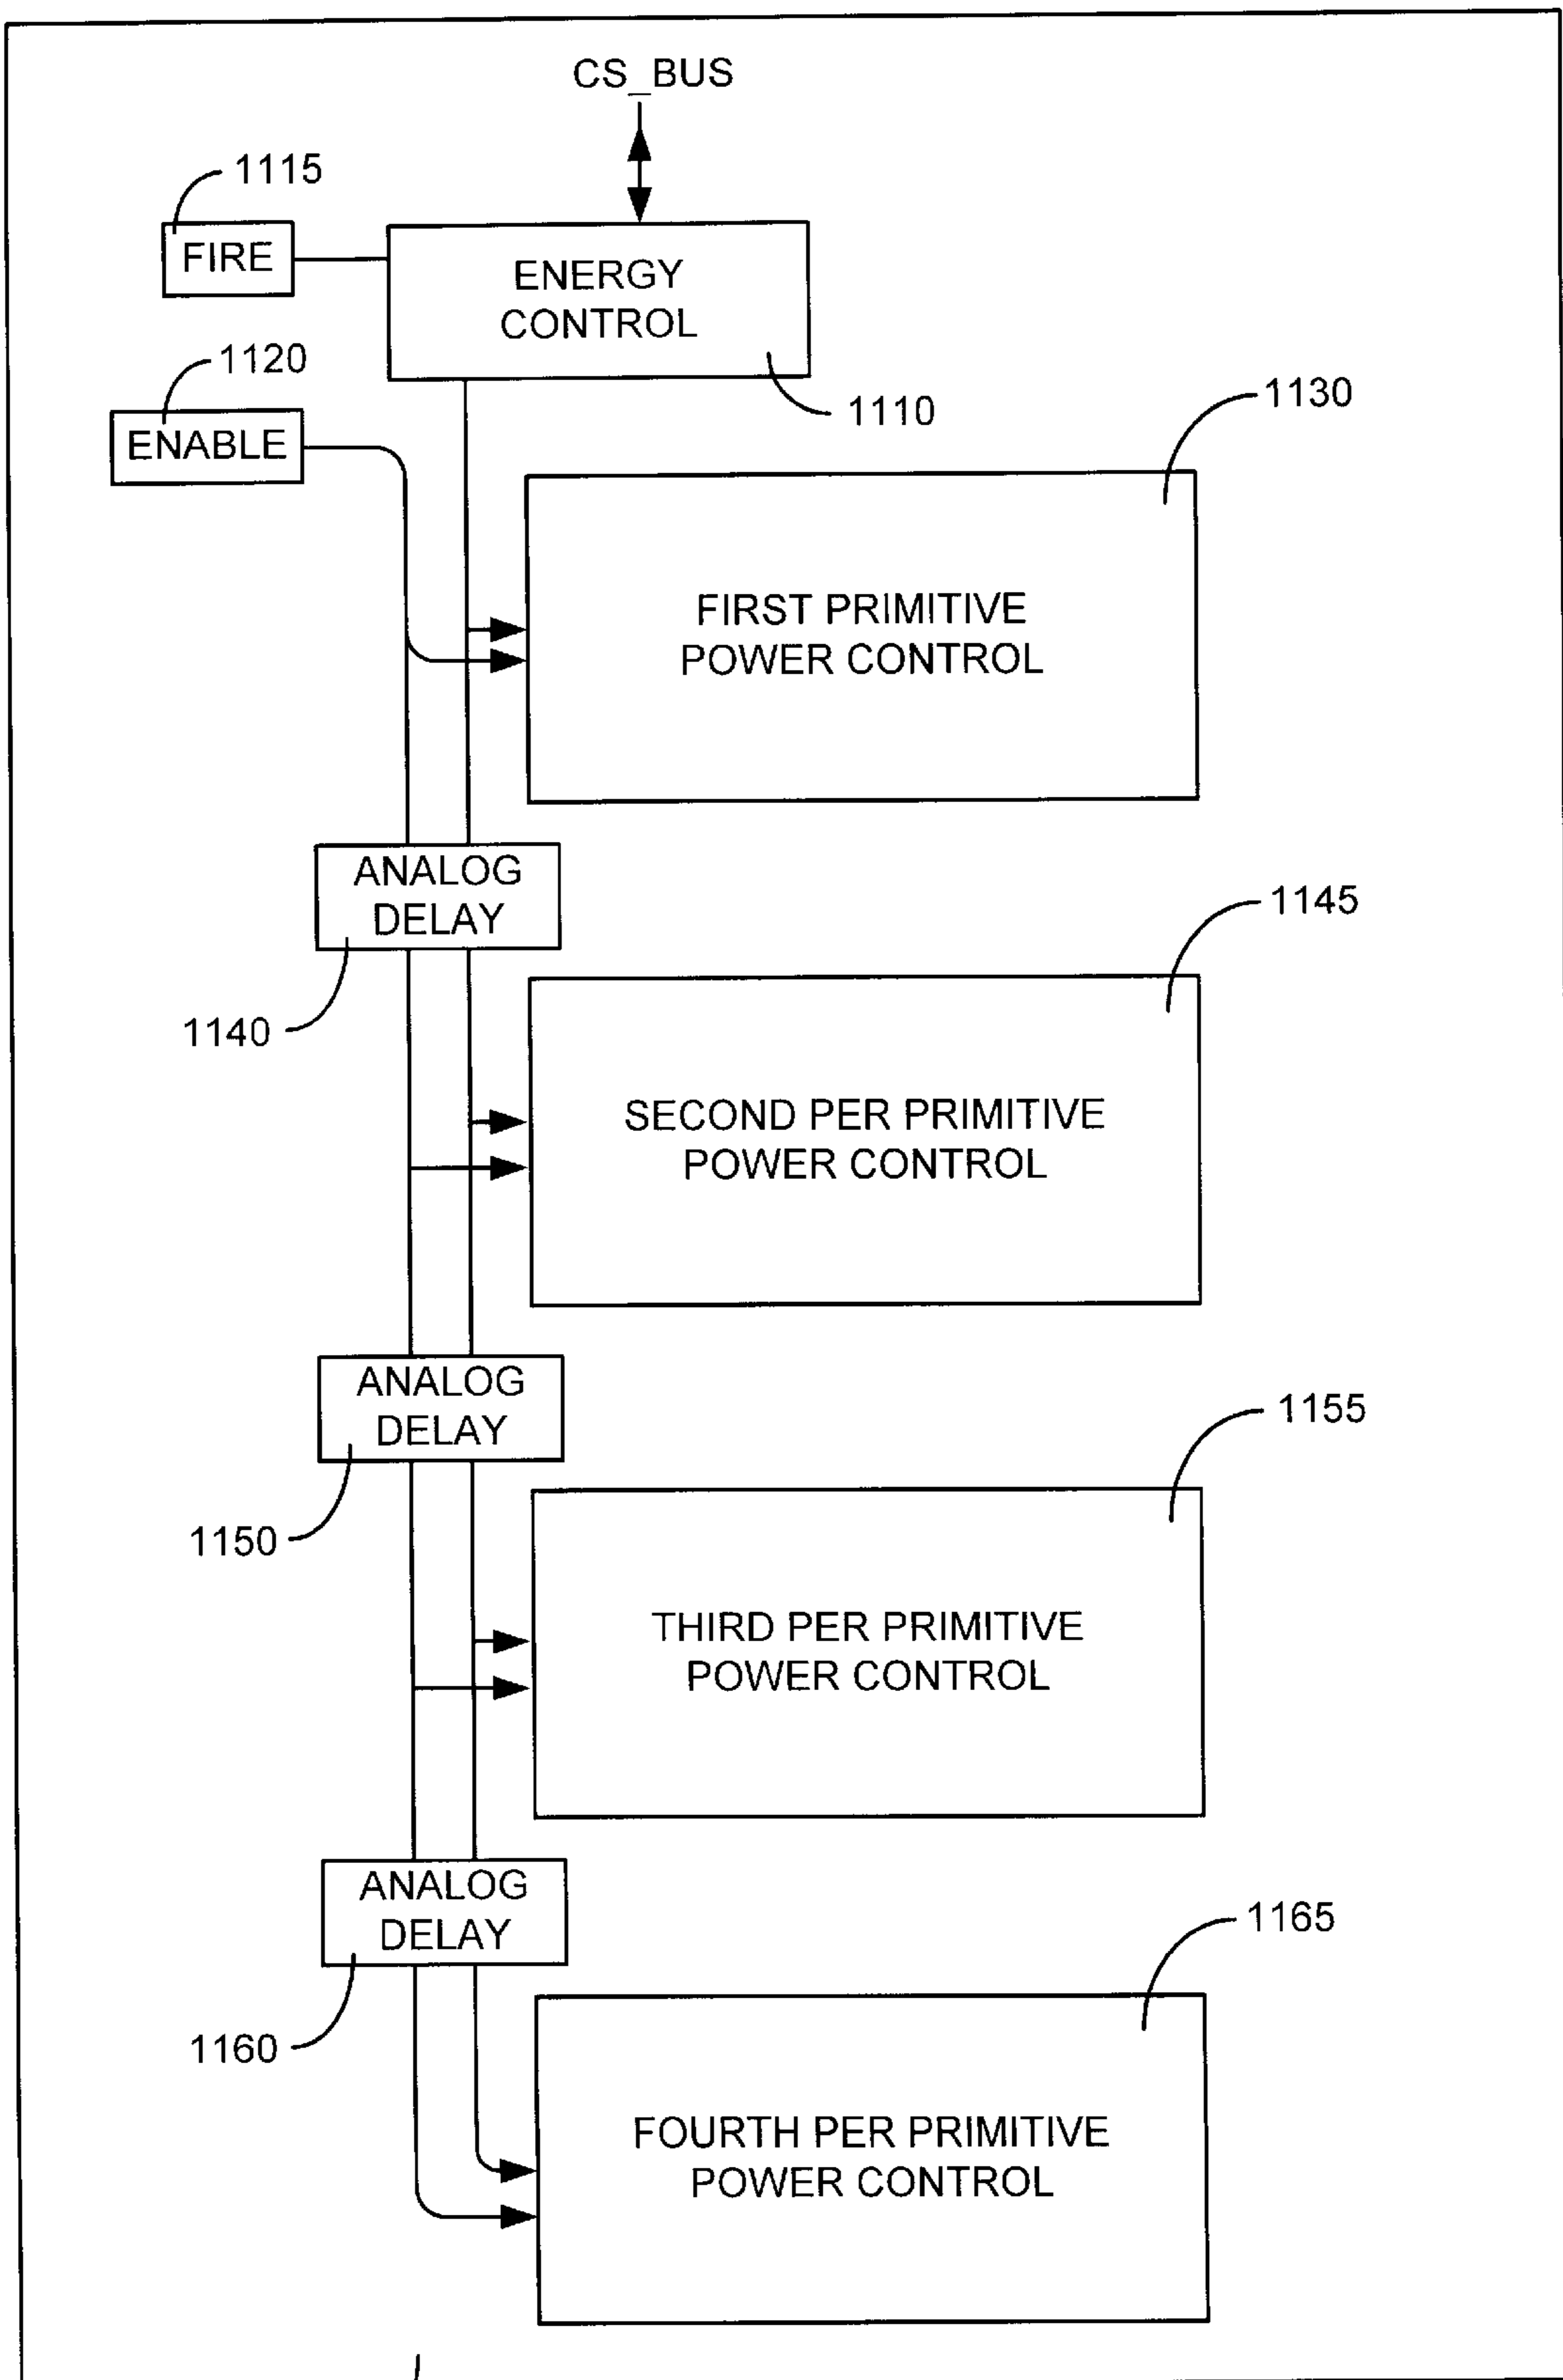 CS_BUS
1115
FIRE
ENERGY
CONTROL
1120
1110
1130
ENABLE
FIRST PRIMITIVE
POWER CONTROL
ANALOG
DELAY
1145
1140
SECOND PER PRIMITIVE
POWER CONTROL
ANALOG
DELAY
1155
1150
THIRD PER PRIMITIVE
POWER CONTROL
ANALOG
DELAY
1165
1160
FOURTH PER PRIMITIVE
POWER CONTROL